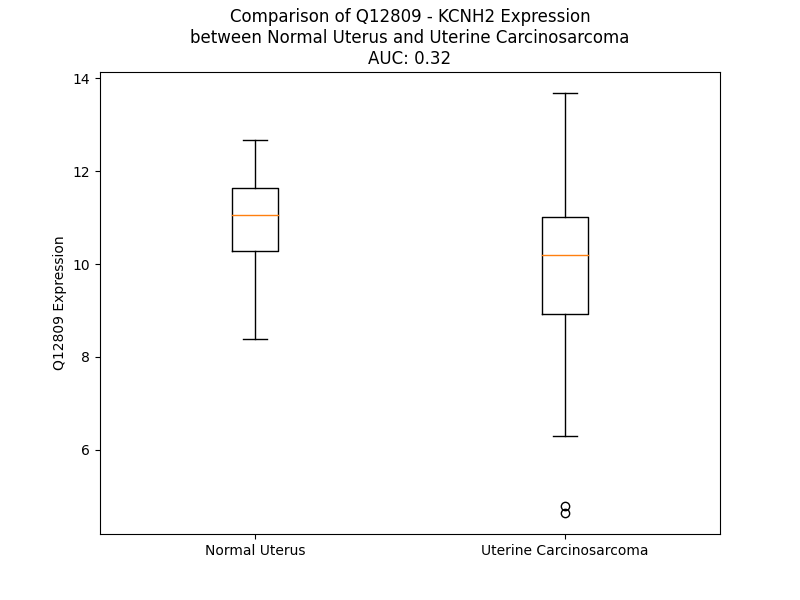 Comparison of Q12809 - KCNH2 Expression
between Normal Uterus and Uterine Carcinosarcoma
AUC: 0.32
14
12
10
8
6
Q12809 Expression
Normal Uterus
Uterine Carcinosarcoma